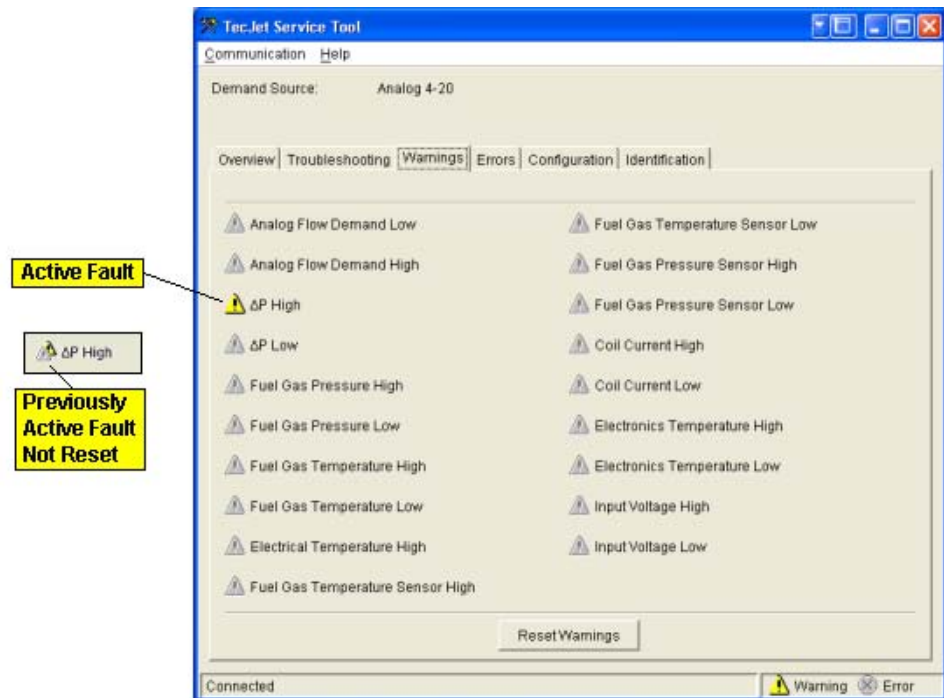 TecJet Service Tool
Communication Help
Demand Source: Analog 4-20
Overview Troubleshooting Warnings Errors Configuration Identification
Analog Flow Demand Low
Analog Flow Demand High
ΔP High
ΔP Low
Fuel Gas Pressure High
Fuel Gas Pressure Low
Fuel Gas Temperature High
Fuel Gas Temperature Low
Electrical Temperature High
Fuel Gas Temperature Sensor High
Fuel Gas Temperature Sensor Low
Fuel Gas Pressure Sensor High
Fuel Gas Pressure Sensor Low
Coil Current High
Coil Current Low
Electronics Temperature High
Electronics Temperature Low
Input Voltage High
Input Voltage Low
Reset Warnings
Connected
Warning Error
Active Fault
ΔP High
Previously
Active Fault
Not Reset